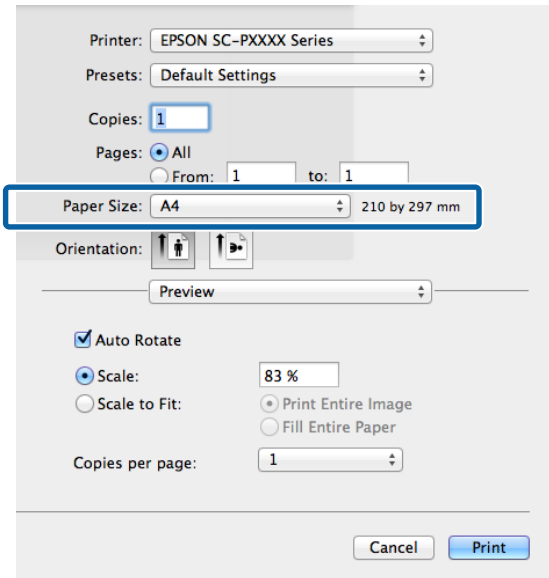 Printer: EPSON SC-PXXXX Series
Presets: Default Settings
Copies: 1
Pages: All
From: 1 to: 1
Paper Size: A4 210 by 297 mm
Orientation:
Preview
Auto Rotate
Scale: 83 %
Scale to Fit: Print Entire Image
Fill Entire Paper
Copies per page: 1
Cancel Print